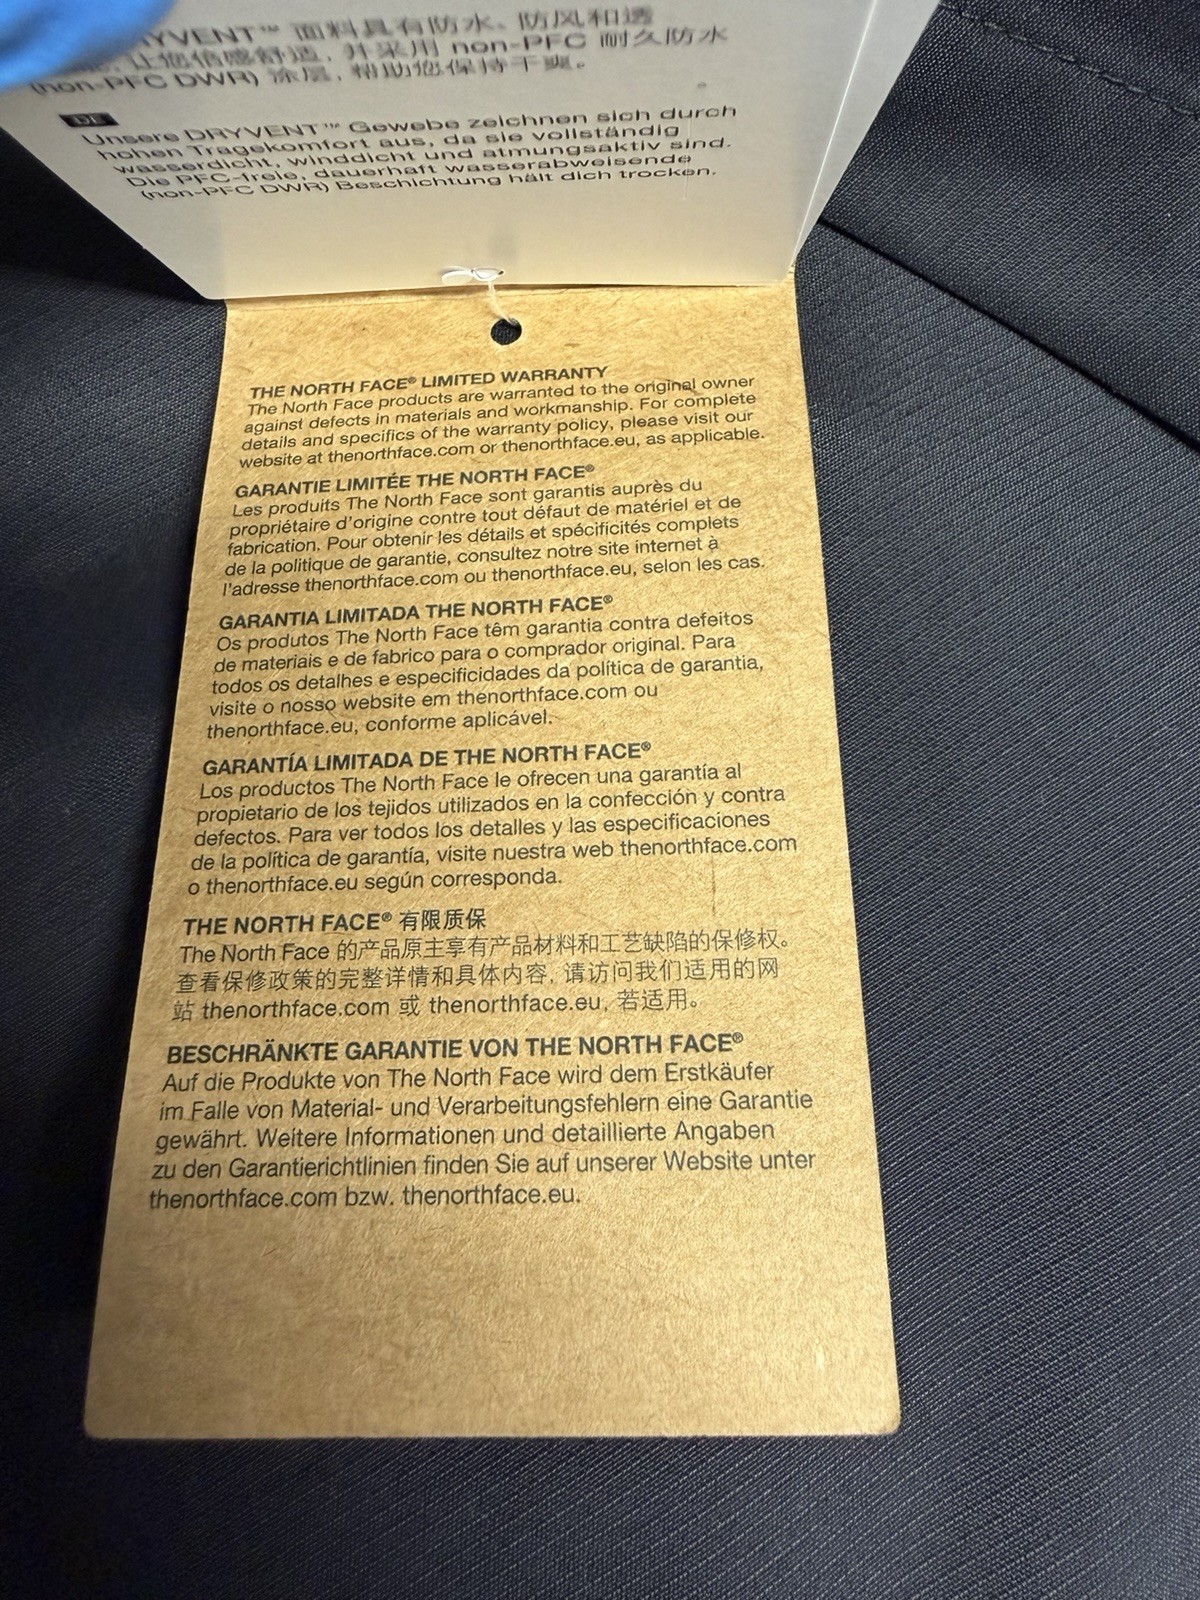 DRYVENT™ 面料具有防水、防风和透
让您倍感舒适, 并采用 non-PFC 耐久防水
(non-PFC DWR) 涂层, 帮助您保持干爽。
DE
Unsere DRYVENT™ Gewebe zeichnen sich durch
hohen Tragekomfort aus, da sie vollständig
wasserdicht, winddicht und atmungsaktiv sind.
Die PFC-freie, dauerhaft wasserabweisende
(non-PFC DWR) Beschichtung hält dich trocken.
THE NORTH FACE® LIMITED WARRANTY
The North Face products are warranted to the original owner
against defects in materials and workmanship. For complete
details and specifics of the warranty policy, please visit our
website at thenorthface.com or thenorthface.eu, as applicable.
GARANTIE LIMITÉE THE NORTH FACE®
Les produits The North Face sont garantis auprès du
propriétaire d'origine contre tout défaut de matériel et de
fabrication. Pour obtenir les détails et spécificités complets
de la politique de garantie, consultez notre site internet à
l'adresse thenorthface.com ou thenorthface.eu, selon les cas.
GARANTIA LIMITADA THE NORTH FACE®
Os produtos The North Face têm garantia contra defeitos
de materiais e de fabrico para o comprador original. Para
todos os detalhes e especificidades da política de garantia,
visite o nosso website em thenorthface.com ou
thenorthface.eu, conforme aplicável.
GARANTÍA LIMITADA DE THE NORTH FACE®
Los productos The North Face le ofrecen una garantía al
propietario de los tejidos utilizados en la confección y contra
defectos. Para ver todos los detalles y las especificaciones
de la política de garantía, visite nuestra web thenorthface.com
o thenorthface.eu según corresponda.
THE NORTH FACE® 有限质保
The North Face 的产品原主享有产品材料和工艺缺陷的保修权。
查看保修政策的完整详情和具体内容, 请访问我们适用的网
站 thenorthface.com 或 thenorthface.eu, 若适用。
BESCHRÄNKTE GARANTIE VON THE NORTH FACE®
Auf die Produkte von The North Face wird dem Erstkäufer
im Falle von Material- und Verarbeitungsfehlern eine Garantie
gewährt. Weitere Informationen und detaillierte Angaben
zu den Garantierichtlinien finden Sie auf unserer Website unter
thenorthface.com bzw. thenorthface.eu.